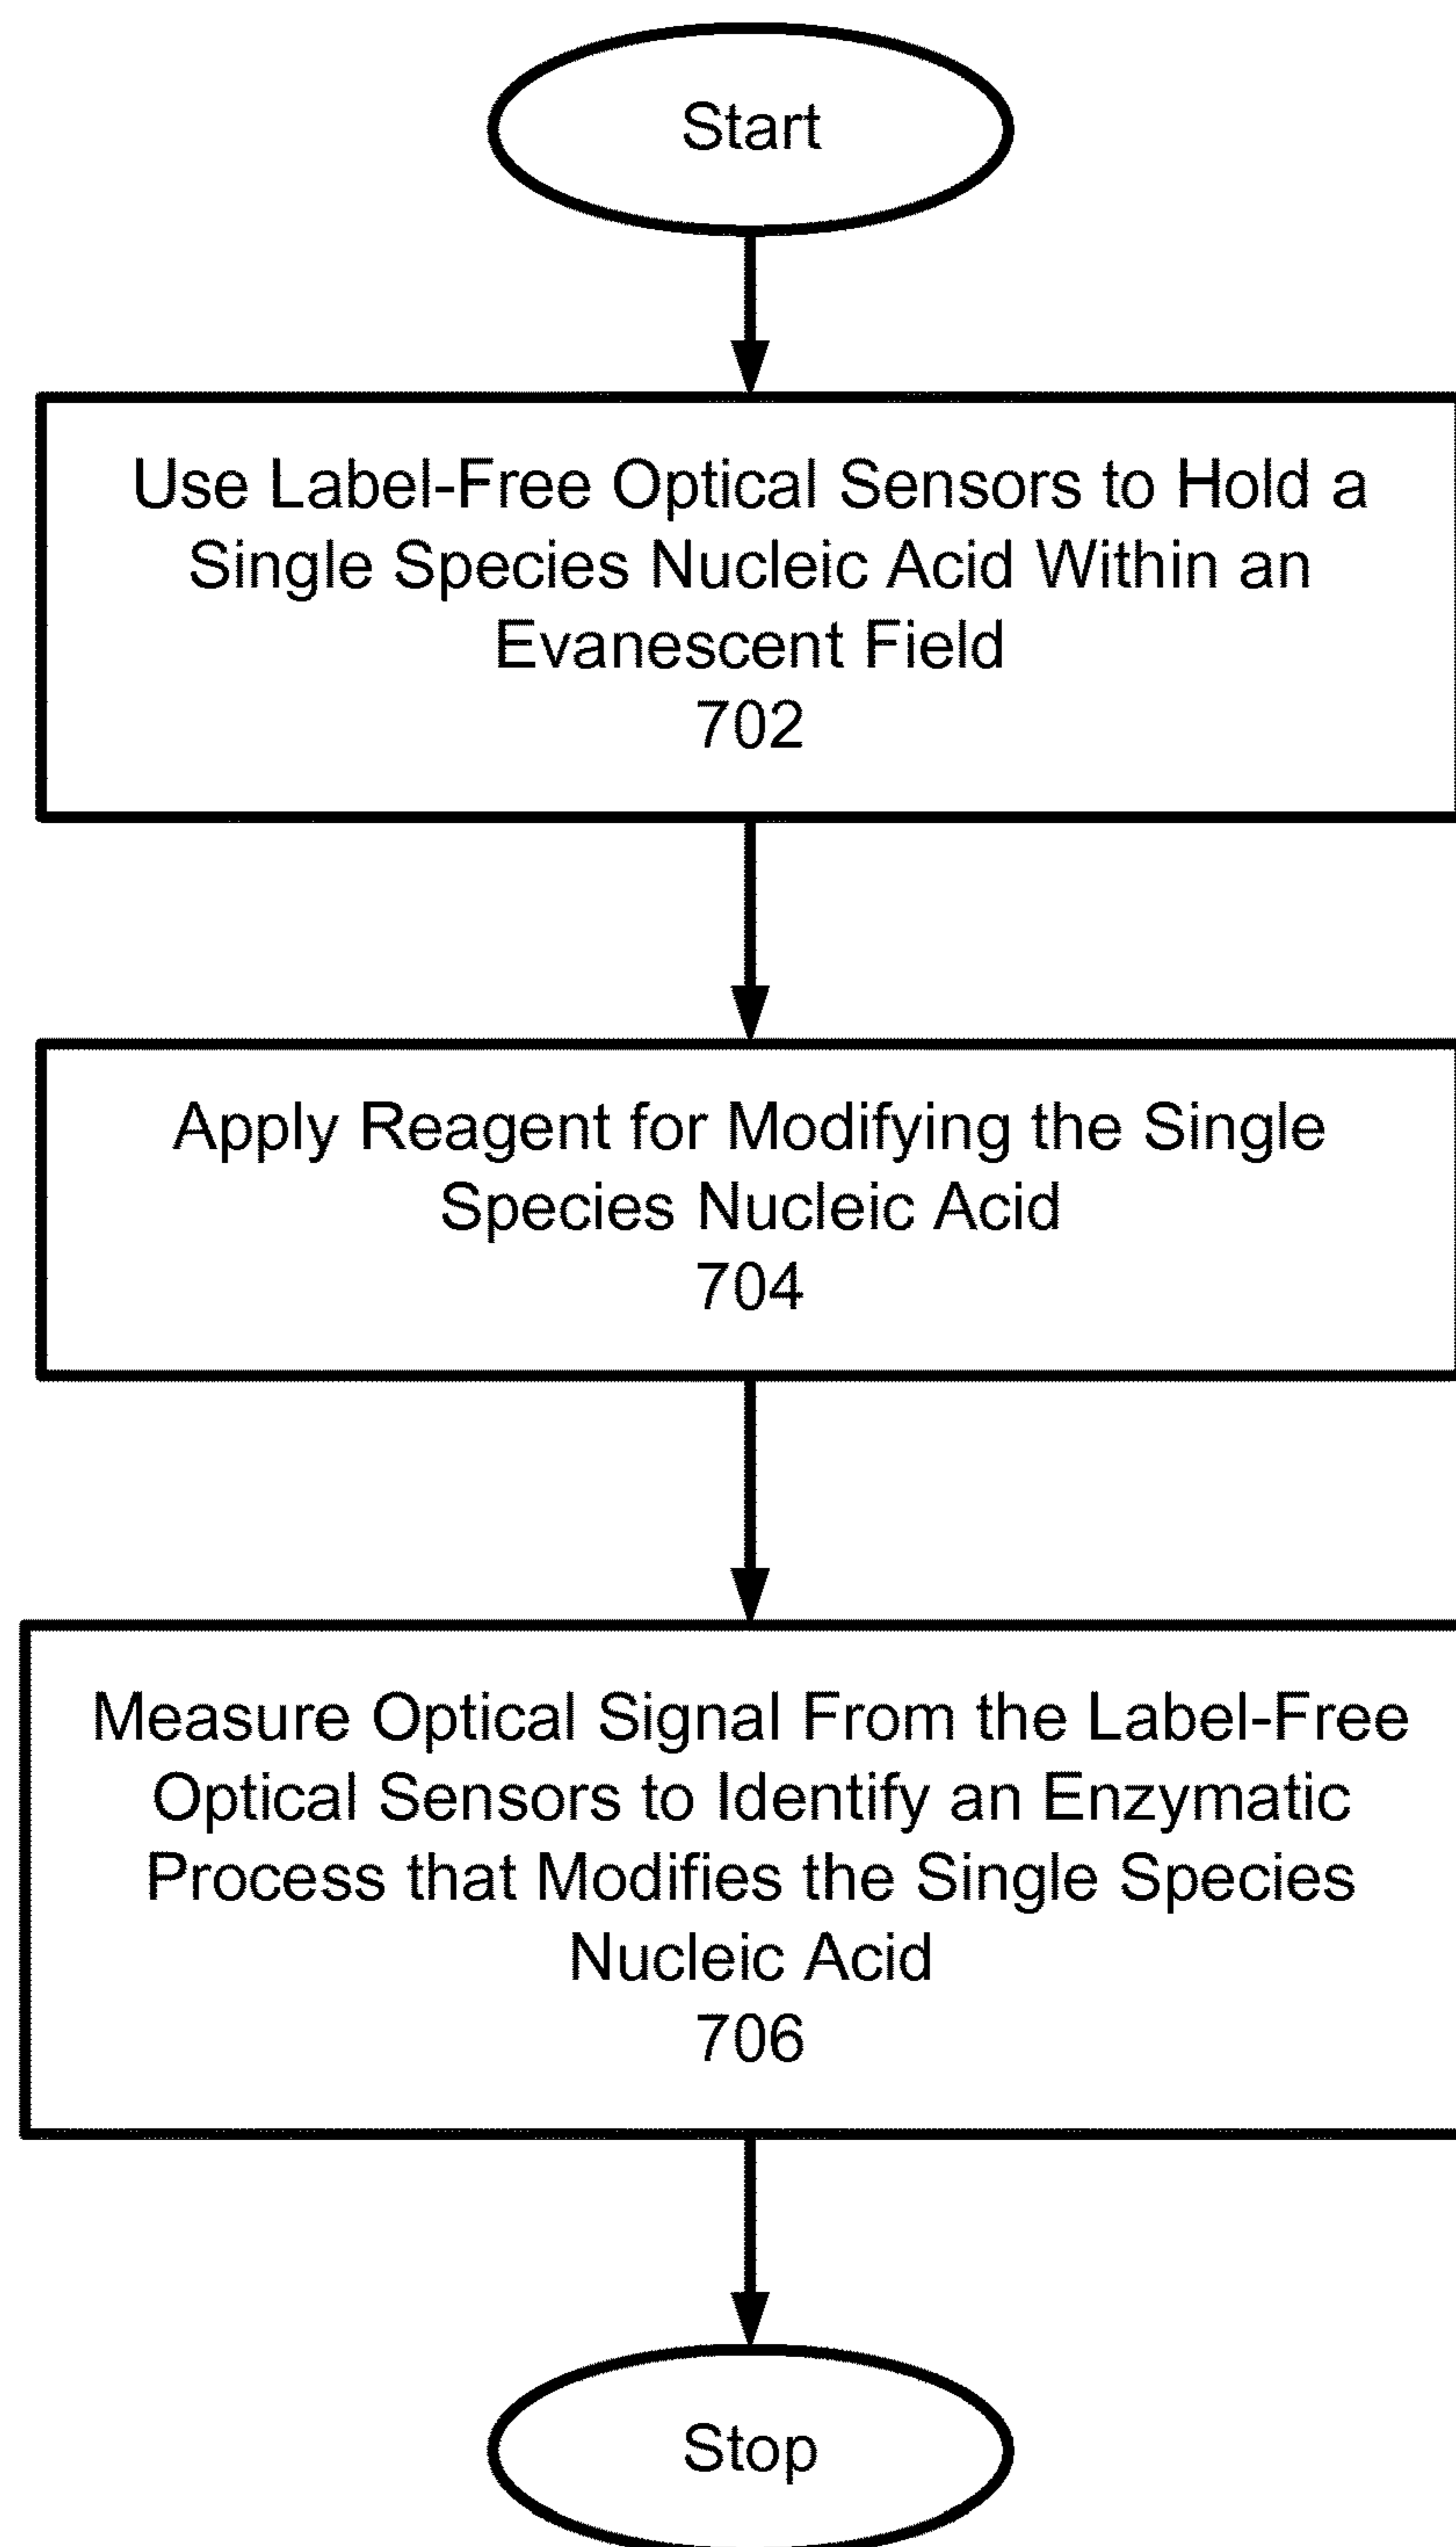 Start
Use Label-Free Optical Sensors to Hold a
Single Species Nucleic Acid Within an
Evanescent Field
702
Apply Reagent for Modifying the Single
Species Nucleic Acid
704
Measure Optical Signal From the Label-Free
Optical Sensors to Identify an Enzymatic
Process that Modifies the Single Species
Nucleic Acid
706
Stop